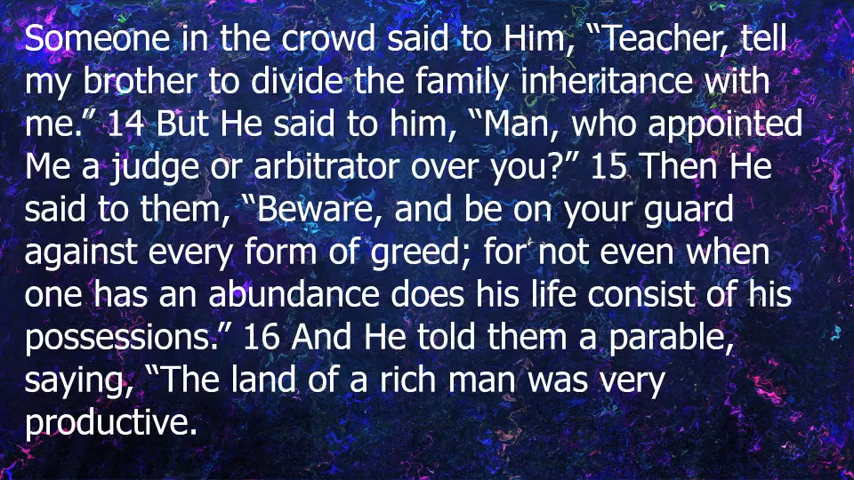 Someone in the crowd said to Him, “Teacher, tell
my brother to divide the family inheritance with
me.” 14 But He said to him, “Man, who appointed
Me a judge or arbitrator over you?” 15 Then He
said to them, “Beware, and be on your guard
against every form of greed; for not even when
one has an abundance does his life consist of his
possessions.” 16 And He told them a parable,
saying, “The land of a rich man was very
productive.